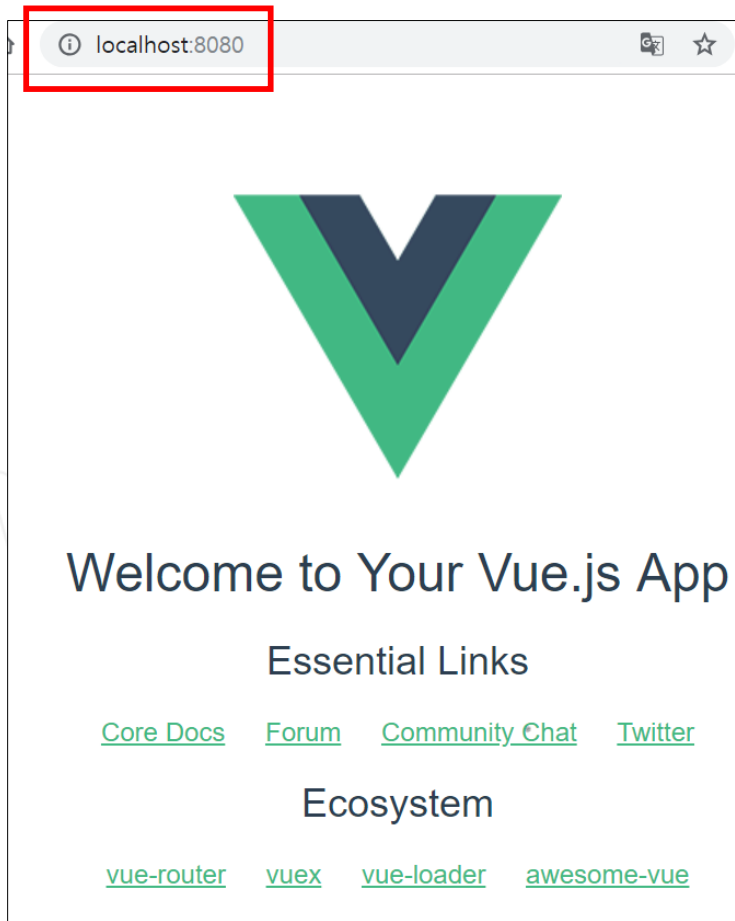 localhost:8080
Welcome to Your Vue.js App
Essential Links
Core Docs Forum Community Chat Twitter
Ecosystem
vue-router vuex vue-loader awesome-vue